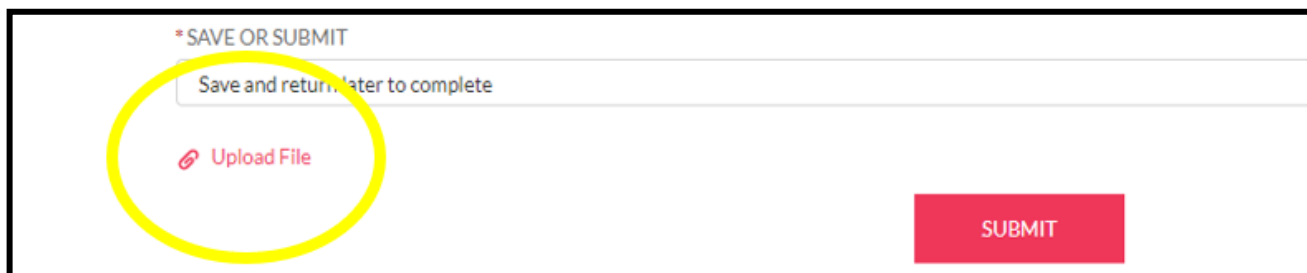 * SAVE OR SUBMIT
Save and return later to complete
Upload File
SUBMIT